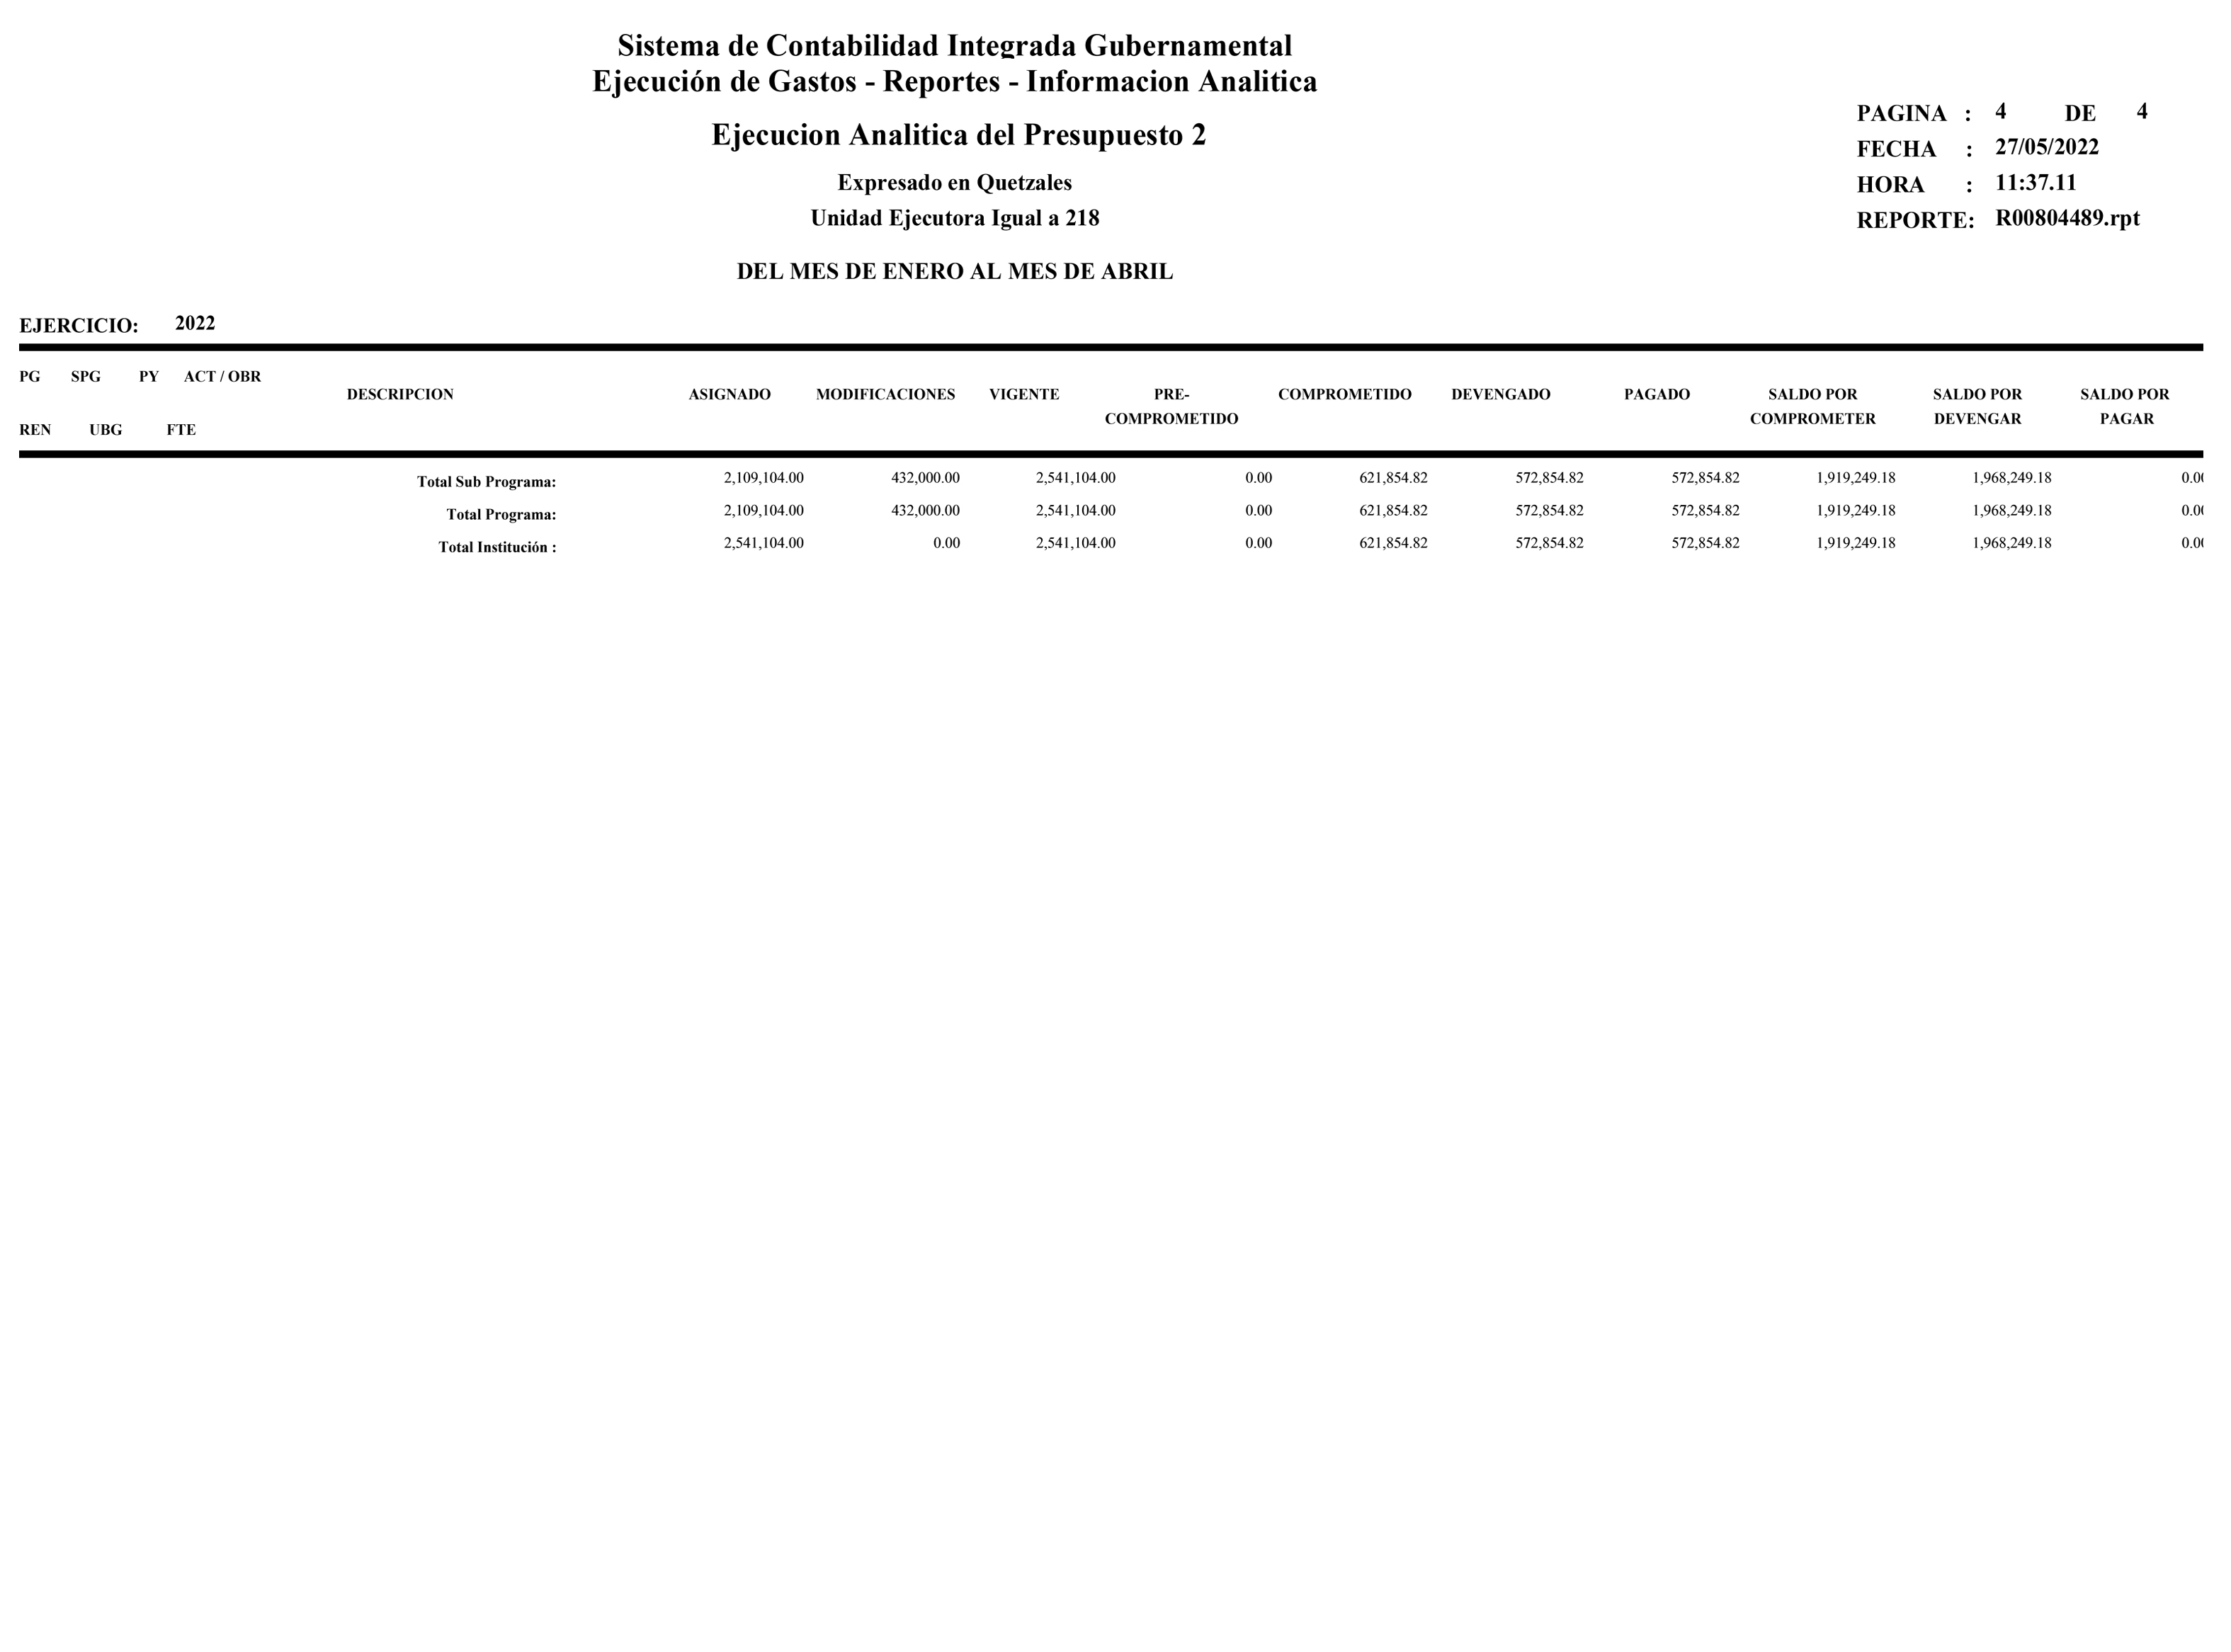 Sistema de Contabilidad Integrada Gubernamental
Ejecución de Gastos - Reportes - Informacion Analitica
Ejecucion Analitica del Presupuesto 2
Expresado en Quetzales
Unidad Ejecutora Igual a 218
DEL MES DE ENERO AL MES DE ABRIL
PAGINA : 4 DE 4
FECHA : 27/05/2022
HORA : 11:37.11
REPORTE: R00804489.rpt
EJERCICIO: 2022
PG SPG PY ACT / OBR
DESCRIPCION ASIGNADO MODIFICACIONES VIGENTE PRE- COMPROMETIDO DEVENGADO PAGADO SALDO POR SALDO POR SALDO POR
COMPROMETIDO COMPROMETER DEVENGAR PAGAR
REN UBG FTE
Total Sub Programa: 2,109,104.00 432,000.00 2,541,104.00 0.00 621,854.82 572,854.82 572,854.82 1,919,249.18 1,968,249.18 0.00
Total Programa: 2,109,104.00 432,000.00 2,541,104.00 0.00 621,854.82 572,854.82 572,854.82 1,919,249.18 1,968,249.18 0.00
Total Institución : 2,541,104.00 0.00 2,541,104.00 0.00 621,854.82 572,854.82 572,854.82 1,919,249.18 1,968,249.18 0.00